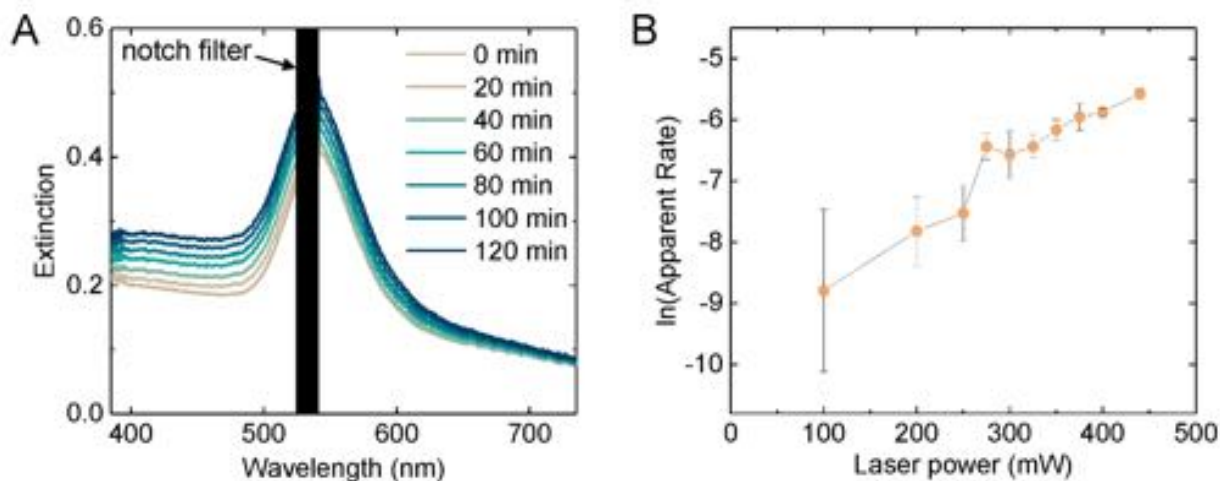 A
Extinction
0.6
0.4
0.2
0.0
notch filter
0 min
20 min
40 min
60 min
80 min
100 min
120 min
400
500
600
700
Wavelength (nm)
B
ln(Apparent Rate)
-5
-6
-7
-8
-9
-10
0
100
200
300
400
500
Laser power (mW)